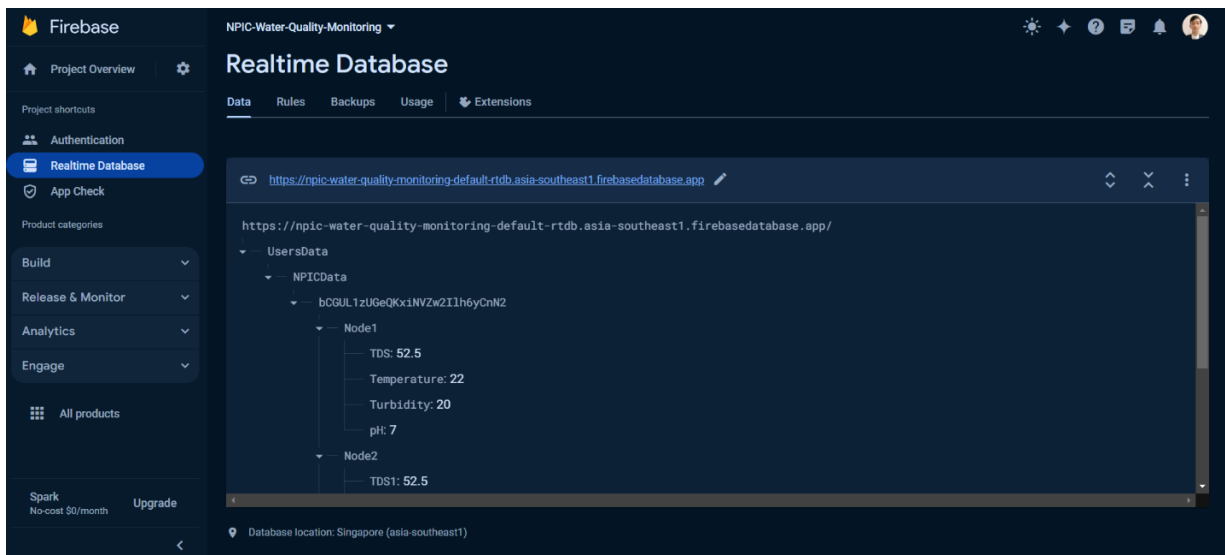 Firebase
Project Overview
Project shortcuts
Authentication
Realtime Database
App Check
Product categories
Build
Release & Monitor
Analytics
Engage
All products
Spark
No-cost $0/month
Upgrade
NPIC-Water-Quality-Monitoring
Realtime Database
Data Rules Backups Usage Extensions
https://npic-water-quality-monitoring-default-rtdb.asia-southeast1.firebasedatabase.app
https://npic-water-quality-monitoring-default-rtdb.asia-southeast1.firebasedatabase.app/
UsersData
NPICData
bCGUL1zUGeQKxiNVZw2Ilh6yCnN2
Node1
TDS: 52.5
Temperature: 22
Turbidity: 20
pH: 7
Node2
TDS1: 52.5
Database location: Singapore (asia-southeast1)